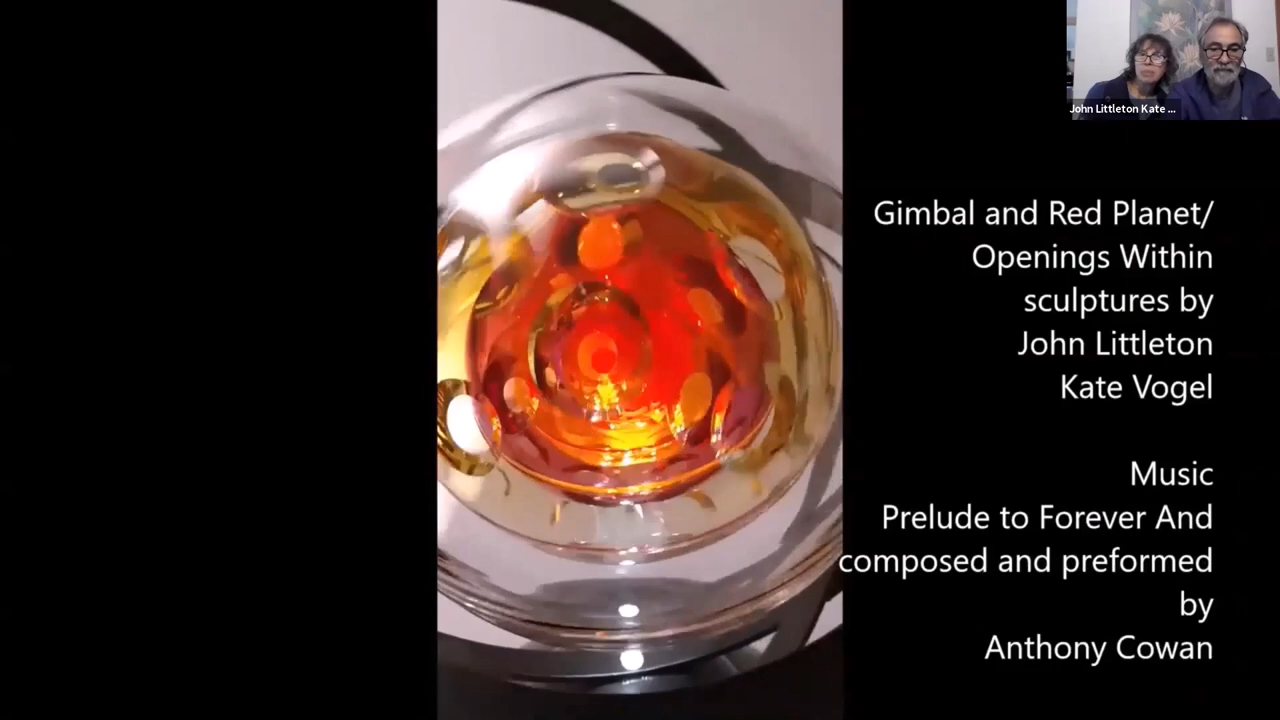 John Littleton Kate ...
Gimbal and Red Planet/
Openings Within
sculptures by
John Littleton
Kate Vogel
Music
Prelude to Forever And
composed and preformed
by
Anthony Cowan